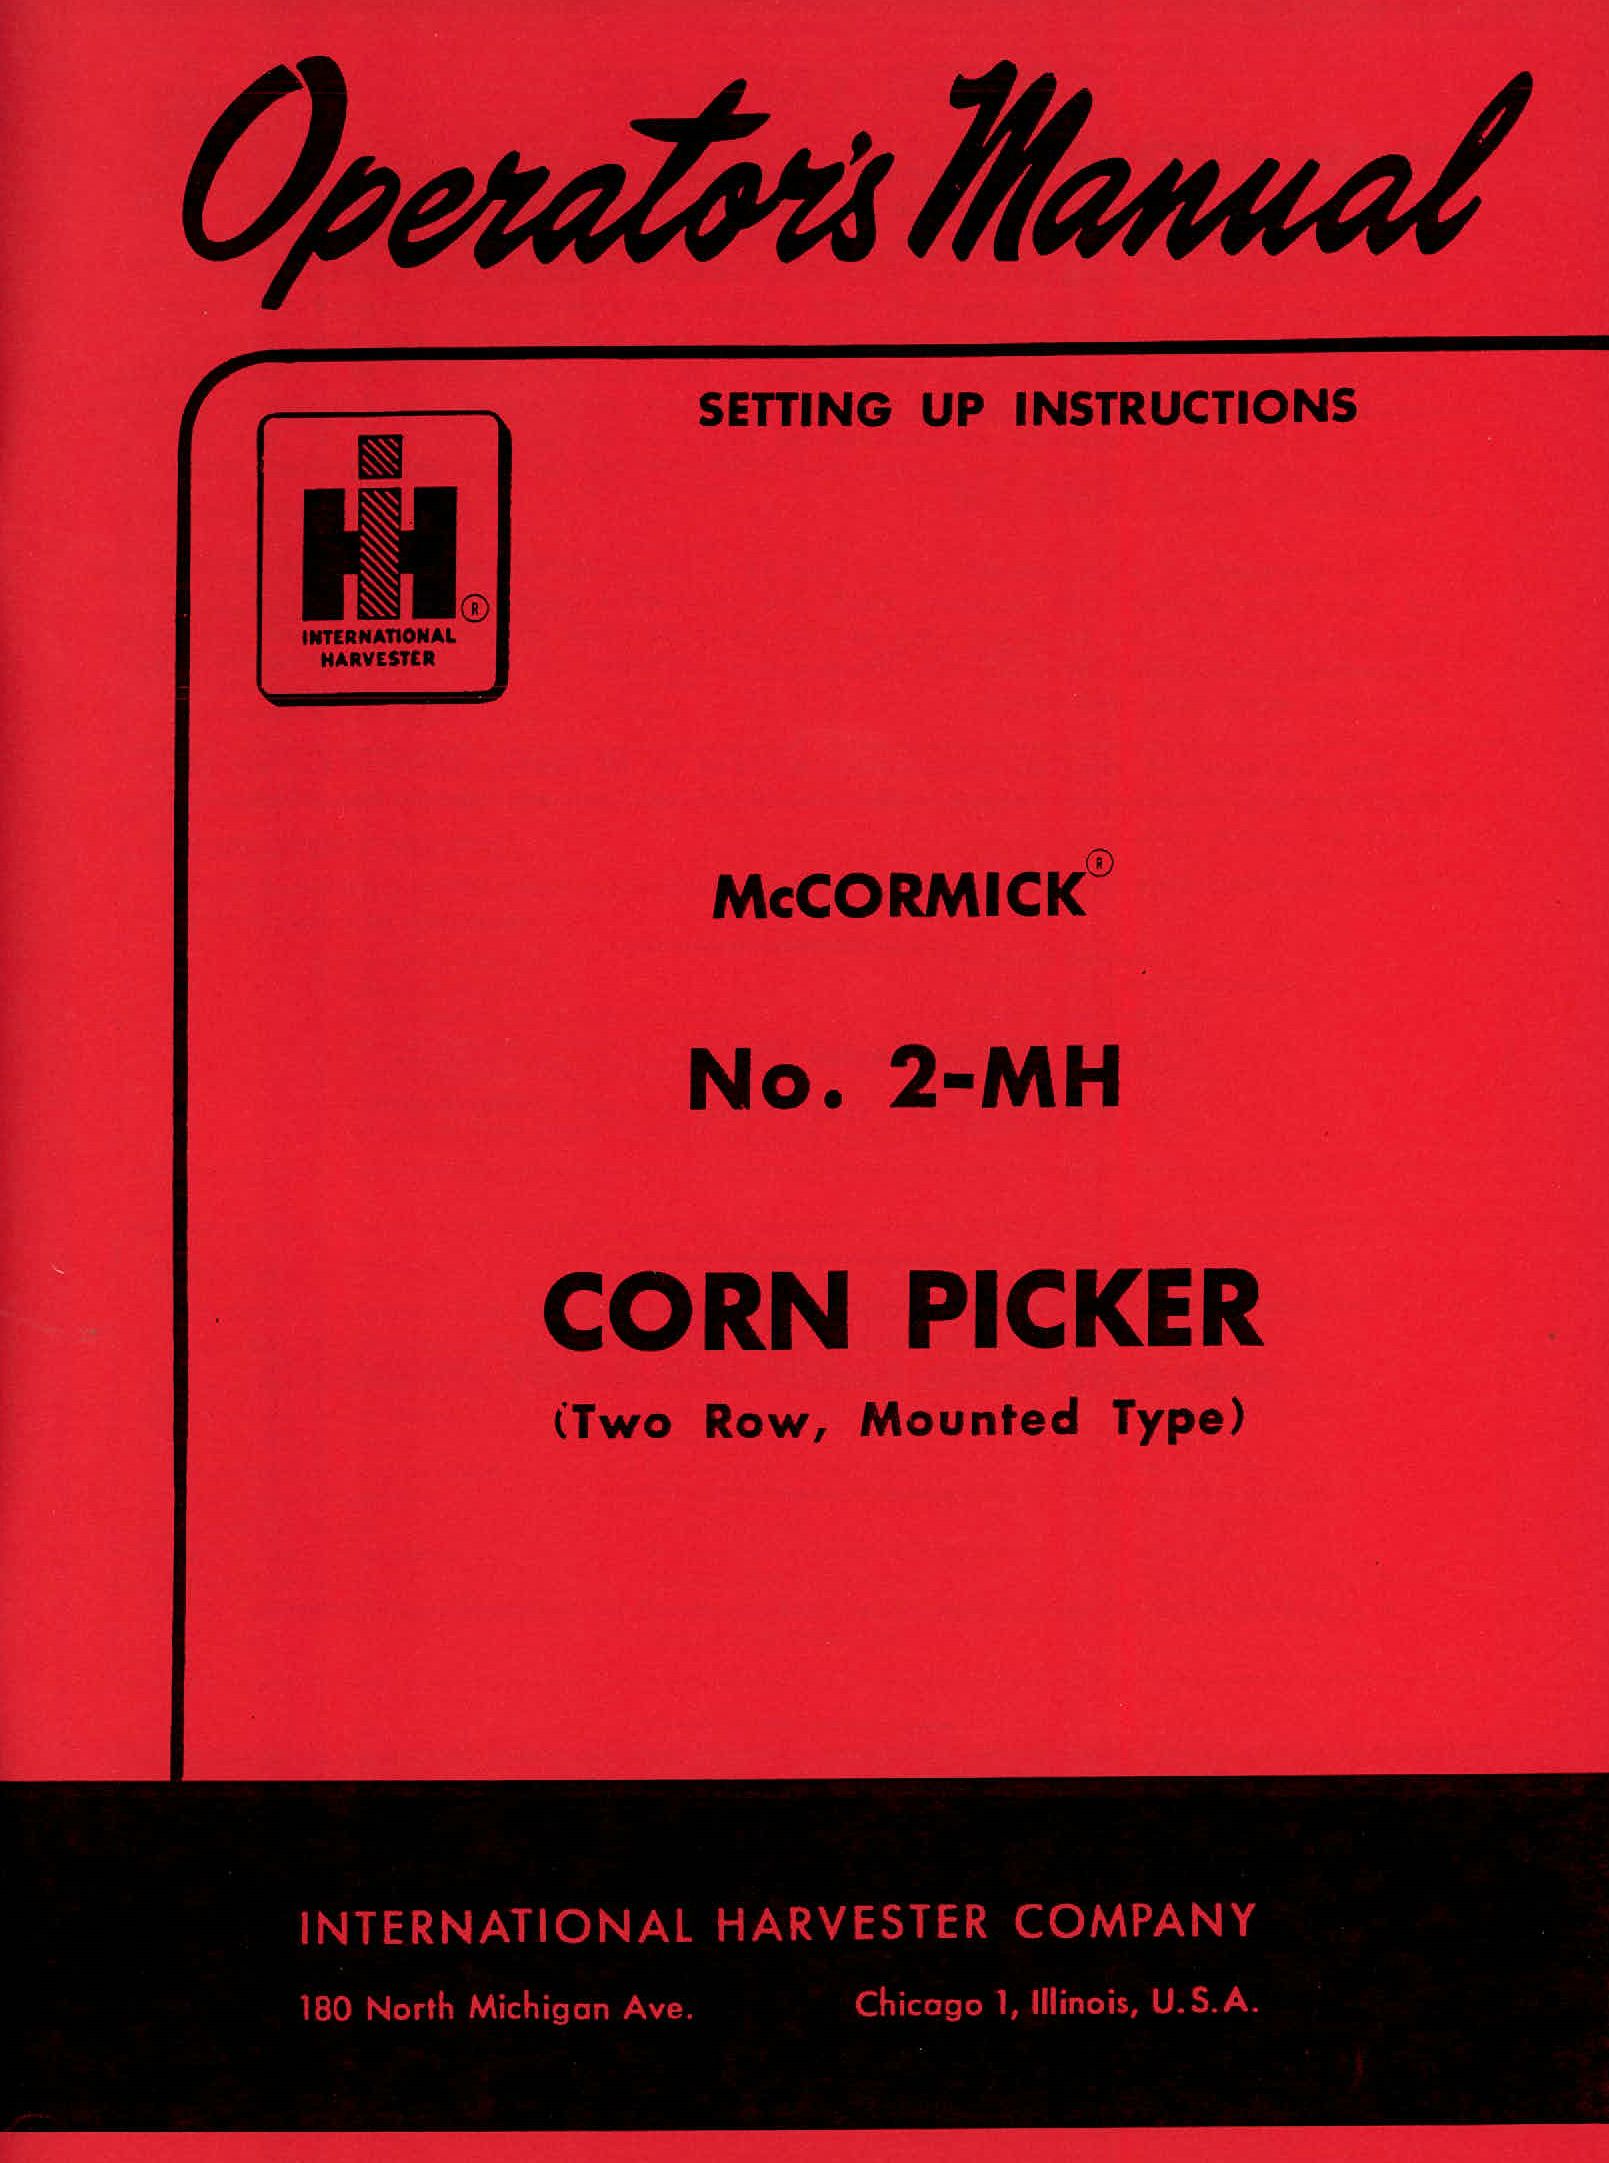 Operator's Manual
SETTING UP INSTRUCTIONS
IH ®
INTERNATIONAL
HARVESTER
McCORMICK®
No. 2-MH
CORN PICKER
(Two Row, Mounted Type)
INTERNATIONAL HARVESTER COMPANY
180 North Michigan Ave. Chicago 1, Illinois, U.S.A.